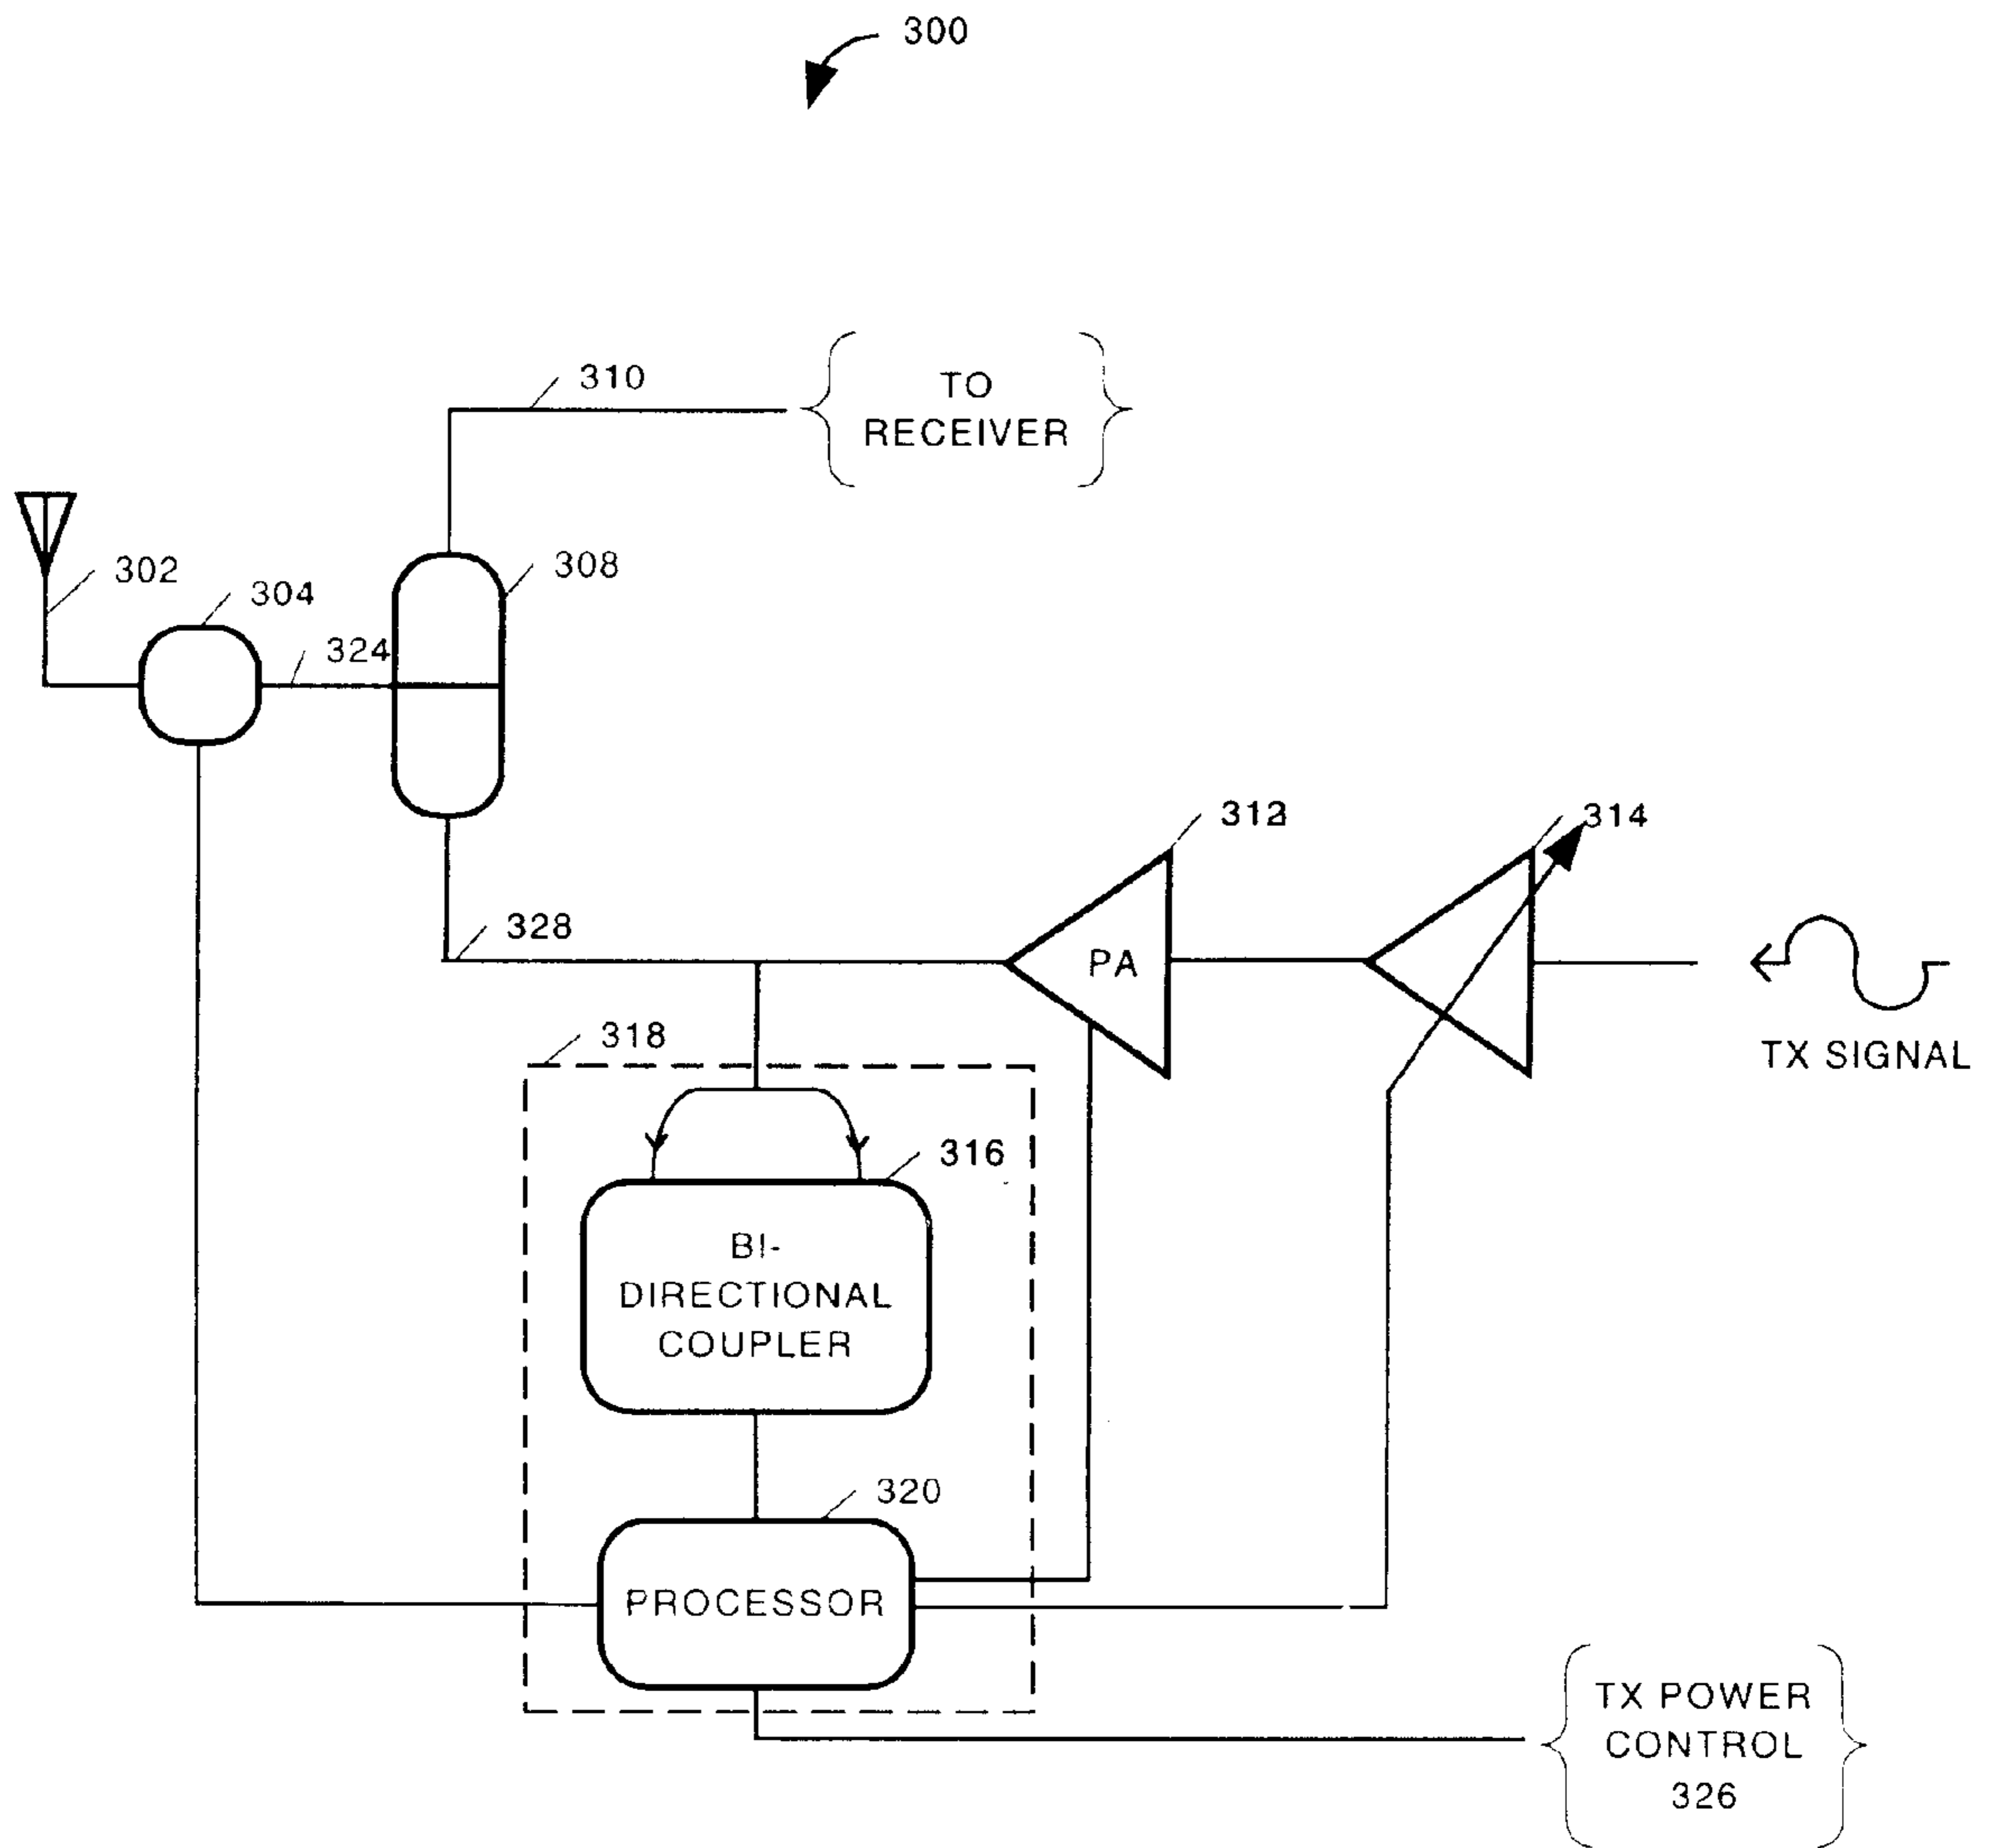 300
310
TO
RECEIVER
302
304
308
324
314
328
PA
318
TX SIGNAL
316
BI-
DIRECTIONAL
COUPLER
320
PROCESSOR
TX POWER
CONTROL
326